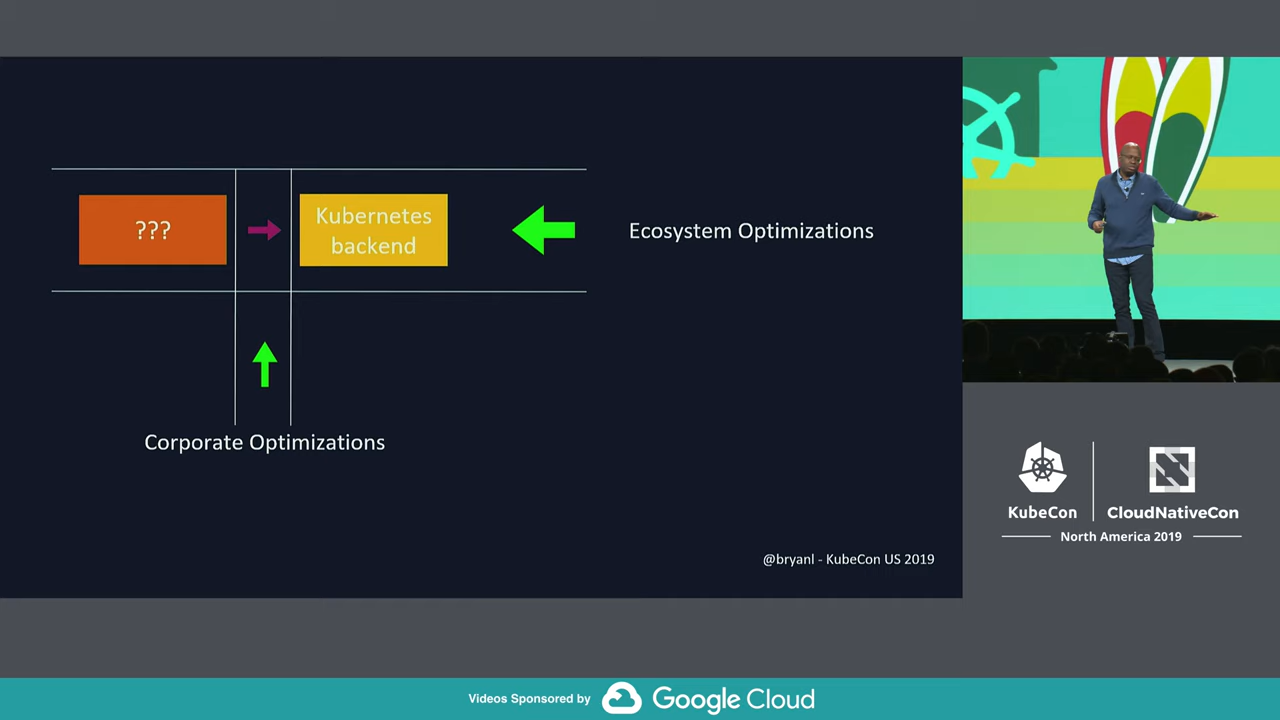 ???
Kubernetes
backend
Ecosystem Optimizations
Corporate Optimizations
@bryanl - KubeCon US 2019
KubeCon
CloudNativeCon
North America 2019
Videos Sponsored by
Google Cloud